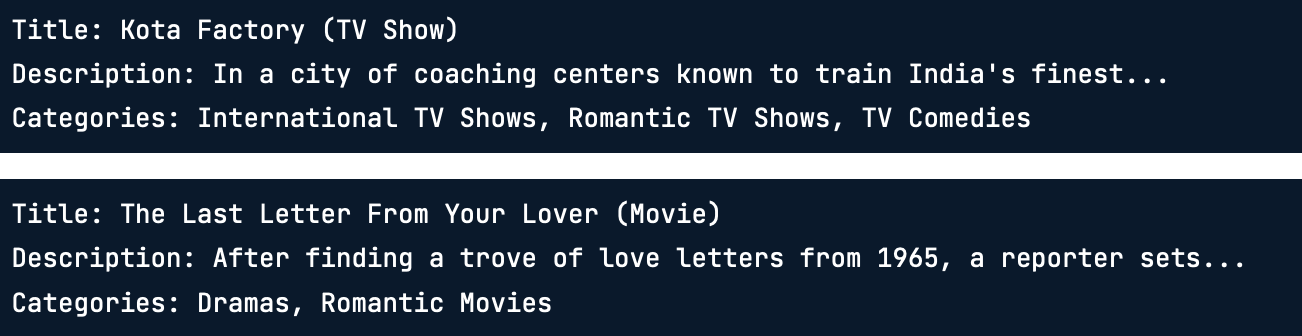 Title: Kota Factory (TV Show)
Description: In a city of coaching centers known to train India's finest...
Categories: International TV Shows, Romantic TV Shows, TV Comedies
Title: The Last Letter From Your Lover (Movie)
Description: After finding a trove of love letters from 1965, a reporter sets...
Categories: Dramas, Romantic Movies